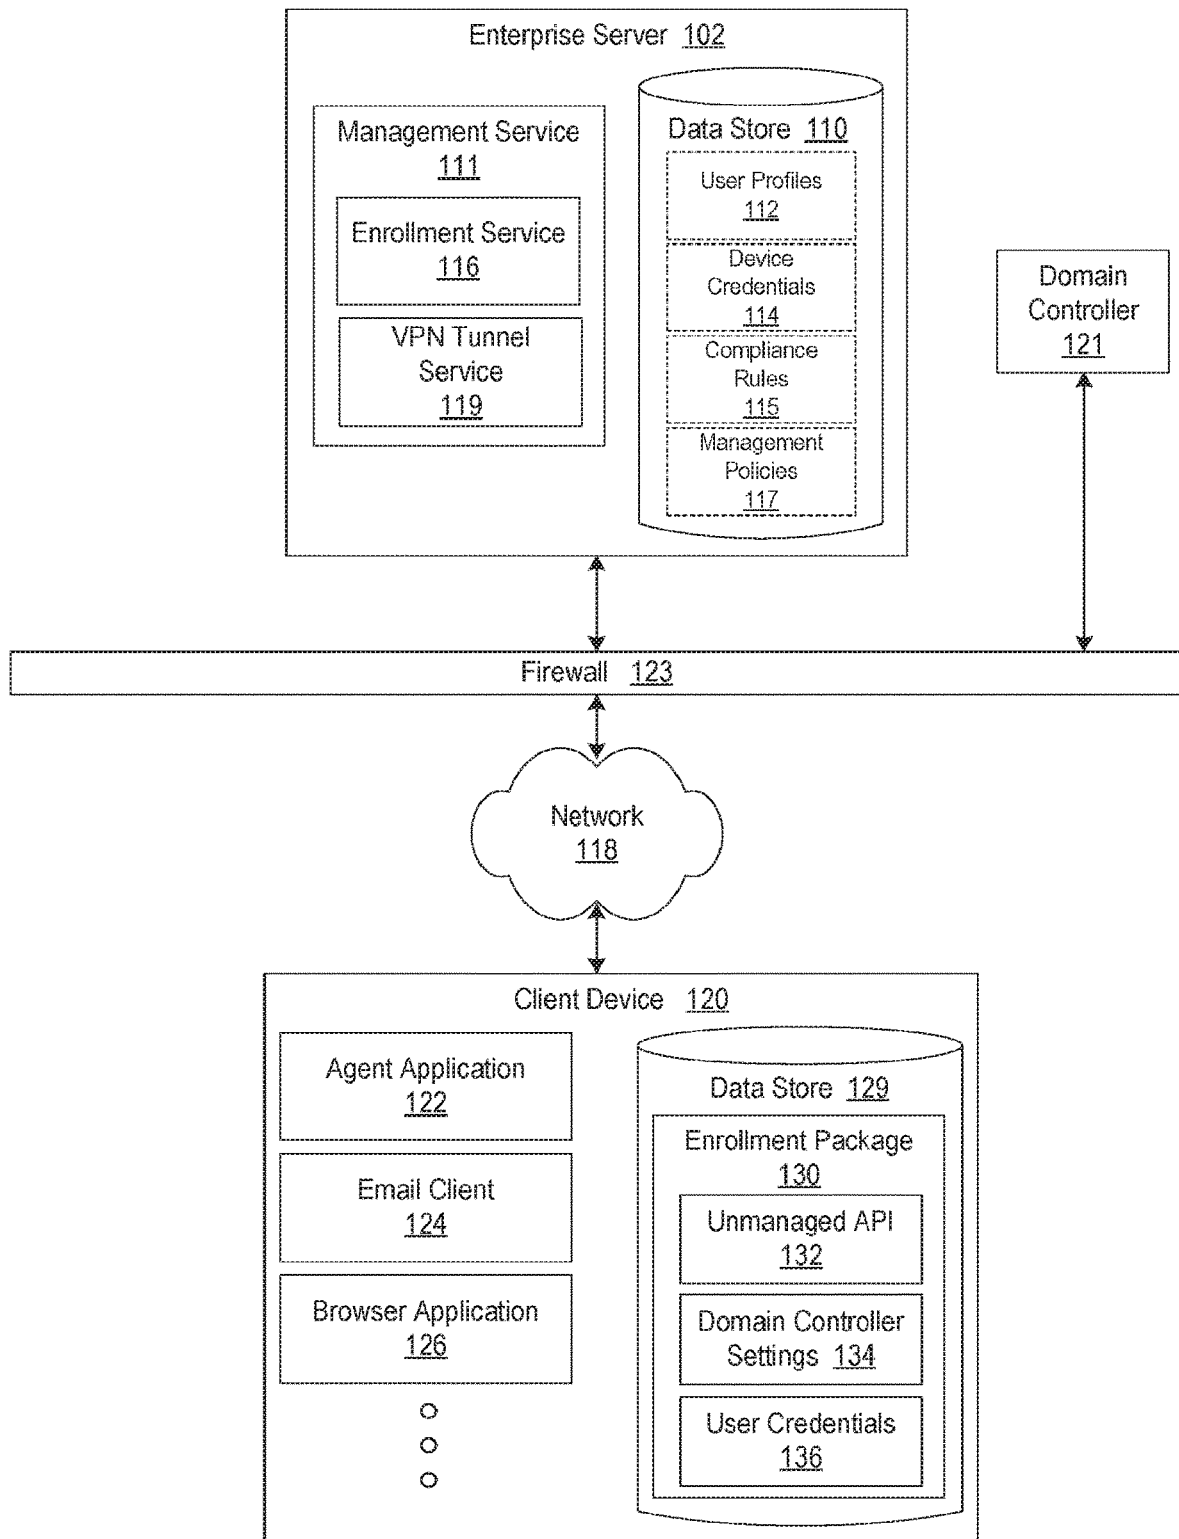 Enterprise Server 102
Management Service
111
Enrollment Service
116
VPN Tunnel
Service
119
Data Store 110
User Profiles
112
Device
Credentials
114
Compliance
Rules
115
Management
Policies
117
Domain
Controller
121
Firewall 123
Network
118
Client Device 120
Agent Application
122
Email Client
124
Browser Application
126
Data Store 129
Enrollment Package
130
Unmanaged API
132
Domain Controller
Settings 134
User Credentials
136